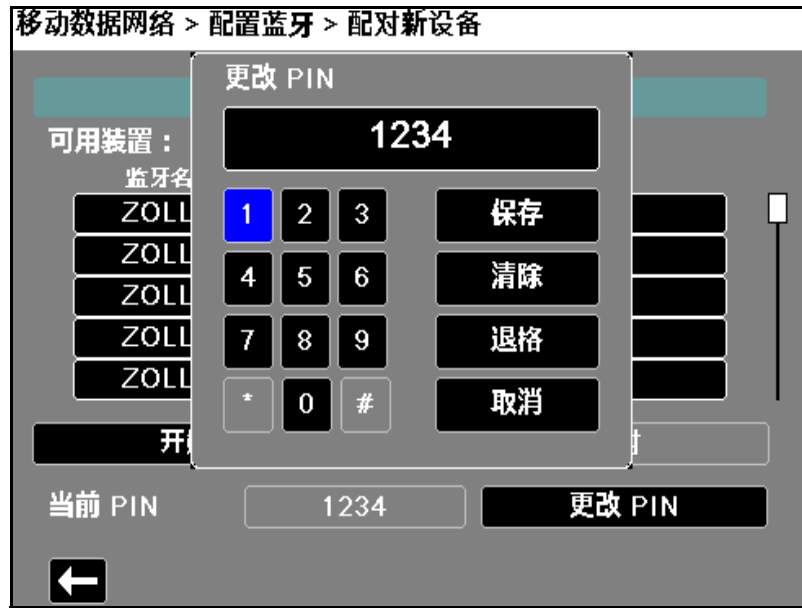 移动数据网络 > 配置蓝牙 > 配对新设备
更改 PIN
1234
可用装置：
监牙名
ZOLL
ZOLL
ZOLL
ZOLL
ZOLL
1 2 3 保存
4 5 6 清除
7 8 9 退格
* 0 # 取消
开
当前 PIN 1234 更改 PIN